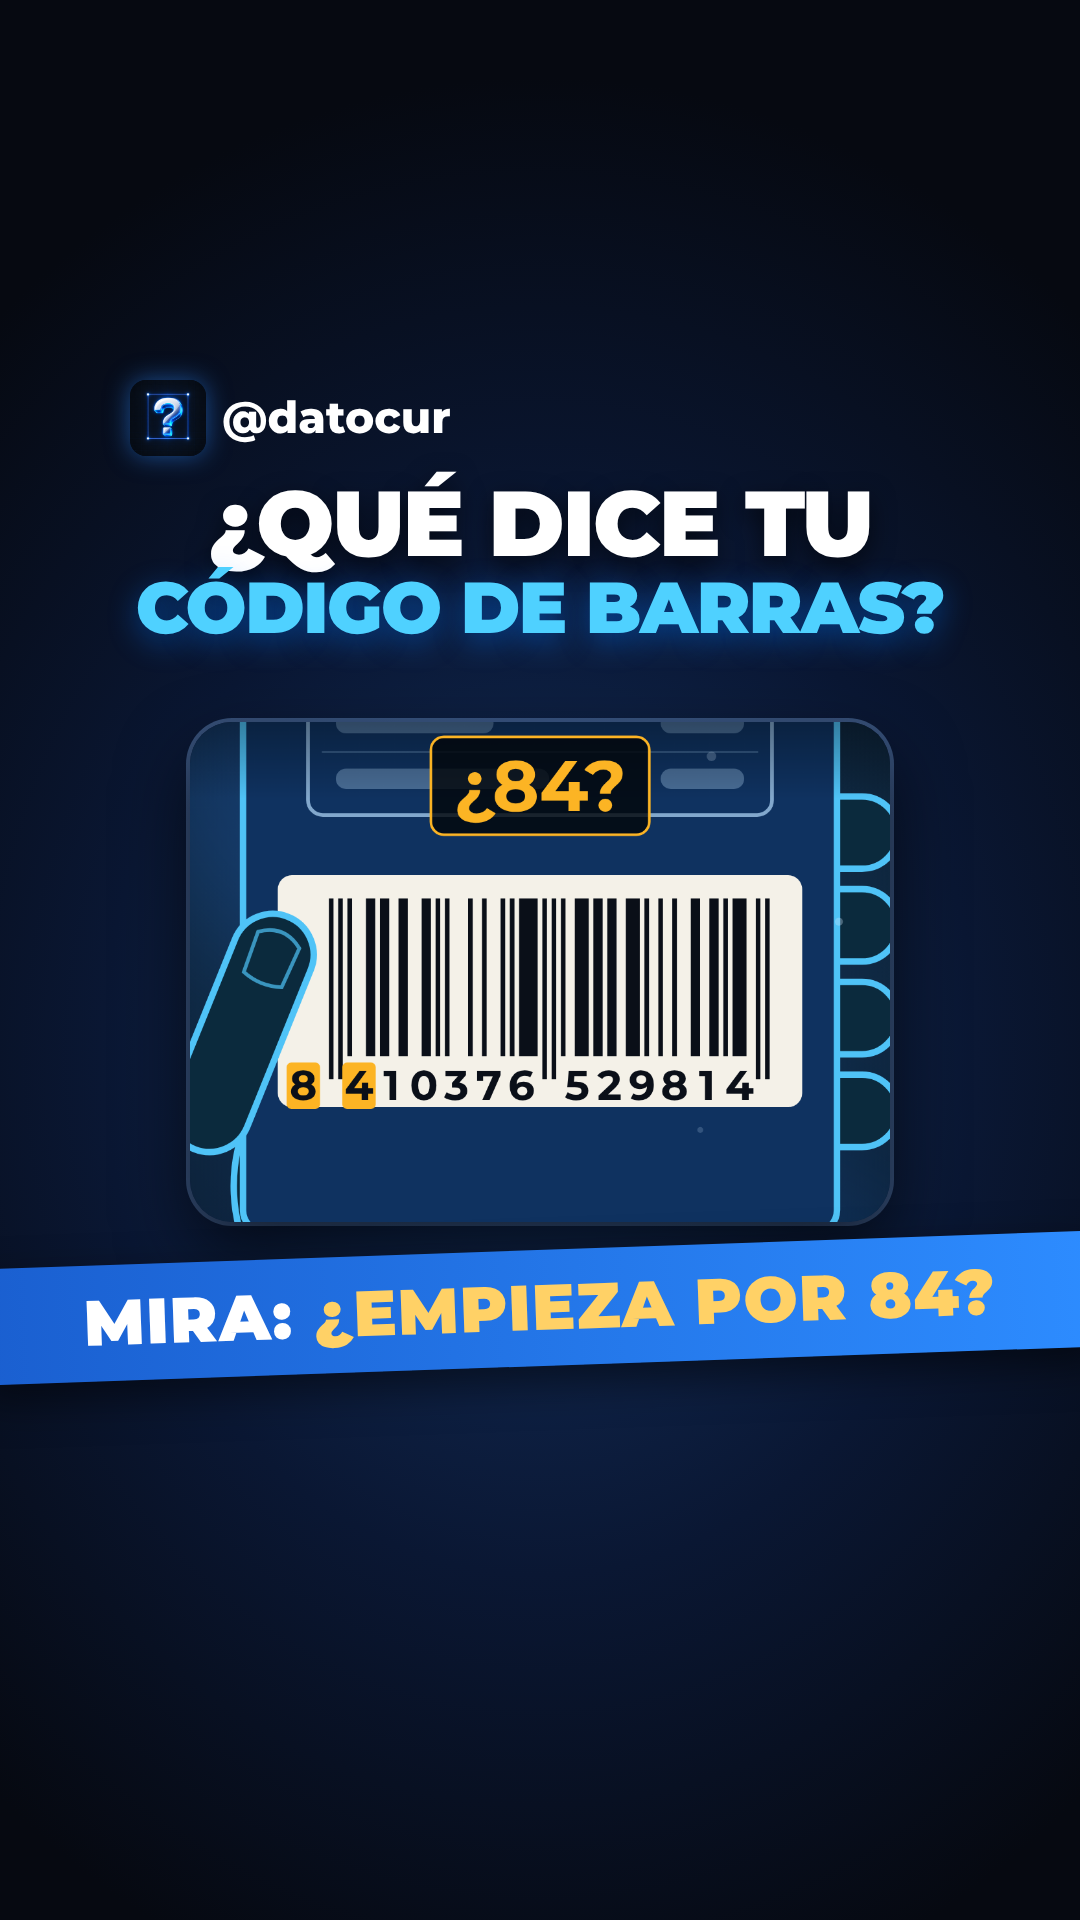 ?
@datocur
¿QUÉ DICE TU
CÓDIGO DE BARRAS?
¿84?
8 410376 529814
MIRA: ¿EMPIEZA POR 84?